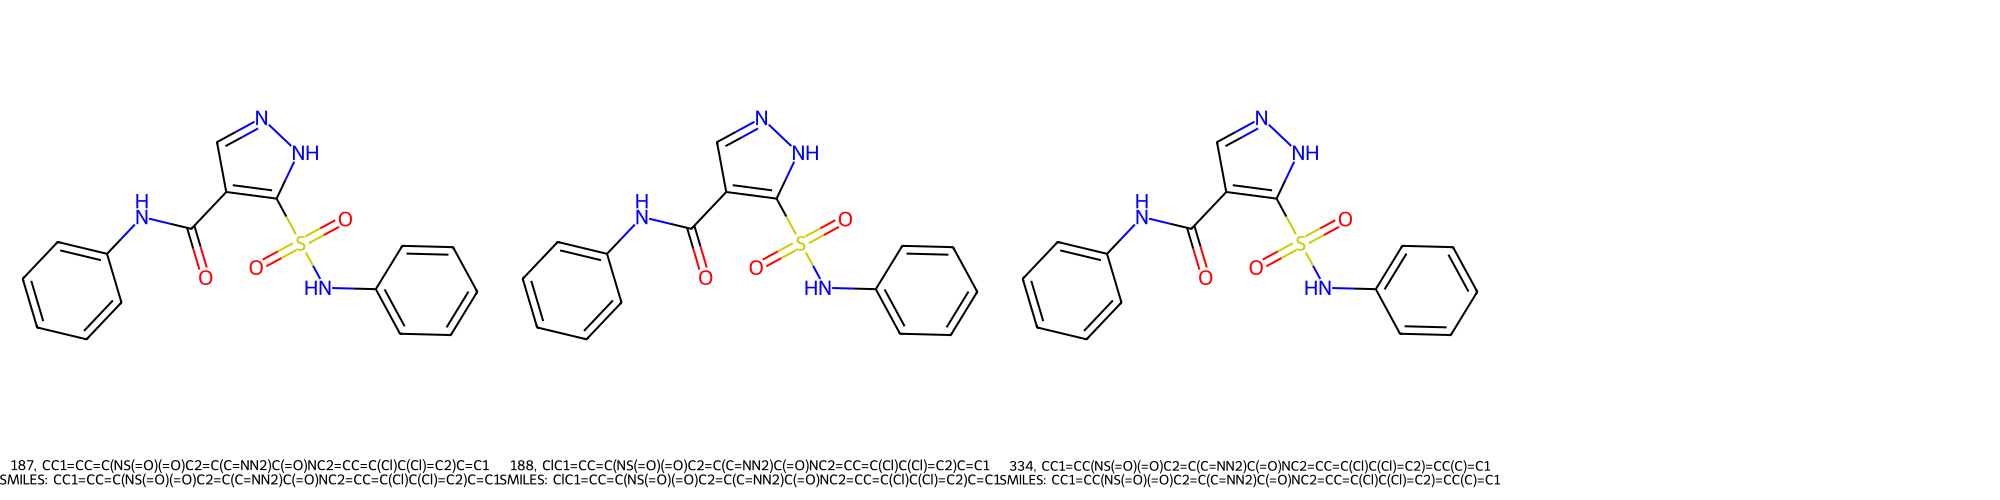 N
NH
H
N
O
S
O
O
HN
N
NH
H
N
O
S
O
O
HN
N
NH
H
N
O
S
O
O
HN
187, CC1=CC=C(NS(=O)(=O)C2=C(C=NN2)C(=O)NC2=CC=C(Cl)C(Cl)=C2)C=C1
SMILES: CC1=CC=C(NS(=O)(=O)C2=C(C=NN2)C(=O)NC2=CC=C(Cl)C(Cl)=C2)C=C1
188, ClC1=CC=C(NS(=O)(=O)C2=C(C=NN2)C(=O)NC2=CC=C(Cl)C(Cl)=C2)C=C1
SMILES: ClC1=CC=C(NS(=O)(=O)C2=C(C=NN2)C(=O)NC2=CC=C(Cl)C(Cl)=C2)C=C1
334, CC1=CC(NS(=O)(=O)C2=C(C=NN2)C(=O)NC2=CC=C(Cl)C(Cl)=C2)=CC(C)=C1
SMILES: CC1=CC(NS(=O)(=O)C2=C(C=NN2)C(=O)NC2=CC=C(Cl)C(Cl)=C2)=CC(C)=C1